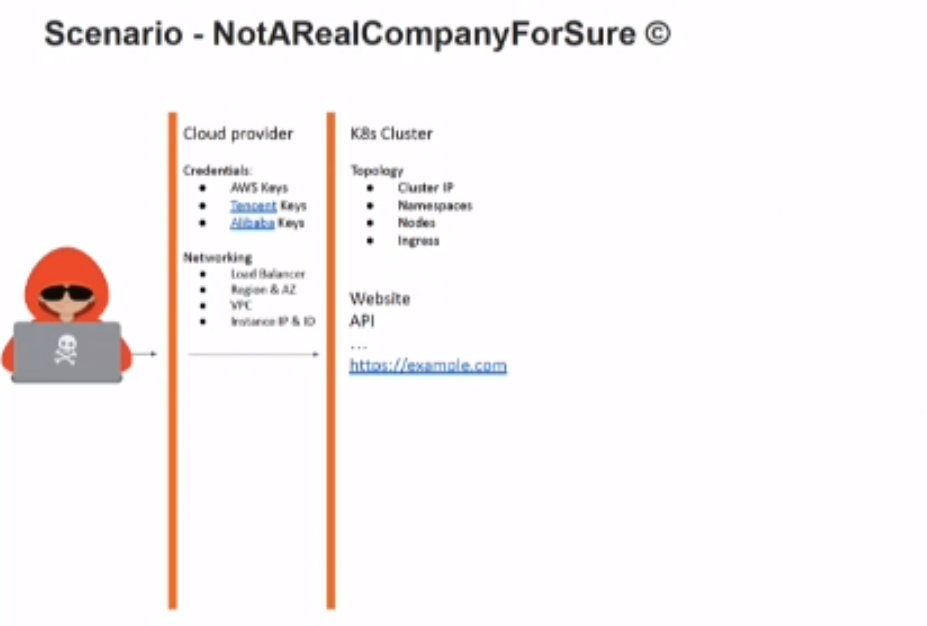 Scenario - NotARealCompanyForSure ©
Cloud provider
Credentials:
● AWS Keys
● Tencent Keys
● Alibaba Keys
Networking
● Load Balancer
● Region & AZ
● VPC
● Instance IP & ID
K8s Cluster
Topology
● Cluster IP
● Namespaces
● Nodes
● Ingress
Website
API
...
https://example.com